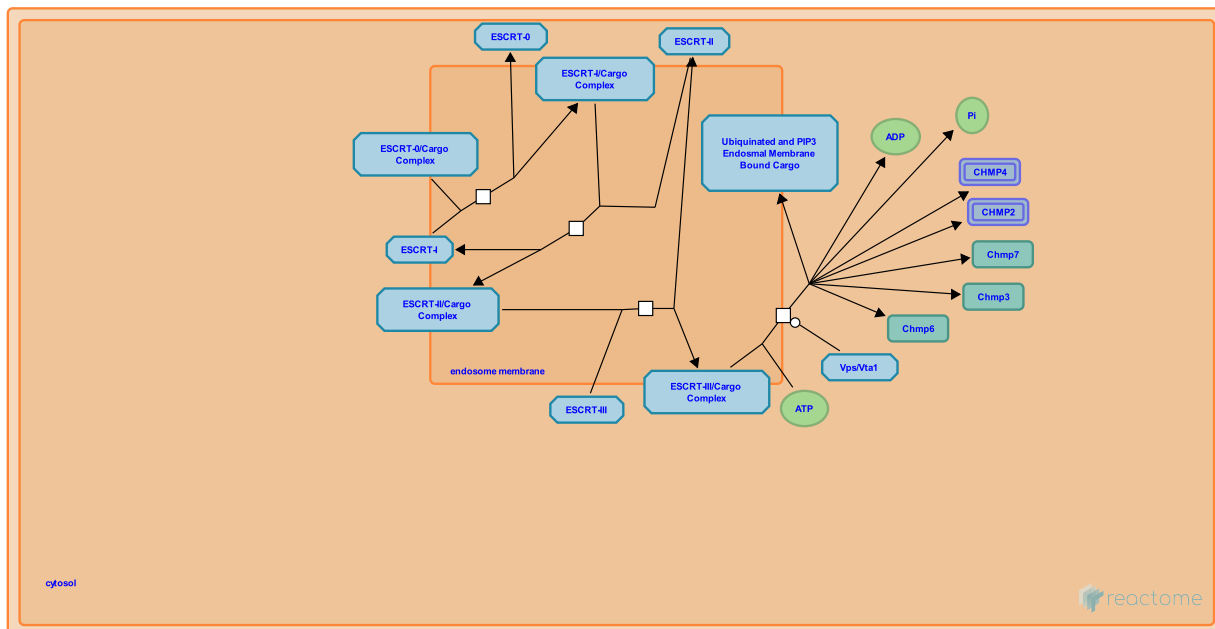 ESCRT-0
ESCRT-II
ESCRT-I/Cargo
Complex
Pi
ADP
ESCRT-0/Cargo
Complex
Ubiquinated and PIP3
Endosmal Membrane
Bound Cargo
CHMP4
CHMP2
ESCRT-I
Chmp7
Chmp3
ESCRT-II/Cargo
Complex
Chmp6
endosome membrane
Vps/Vta1
ESCRT-III/Cargo
Complex
ESCRT-III
ATP
cytosol
reactome